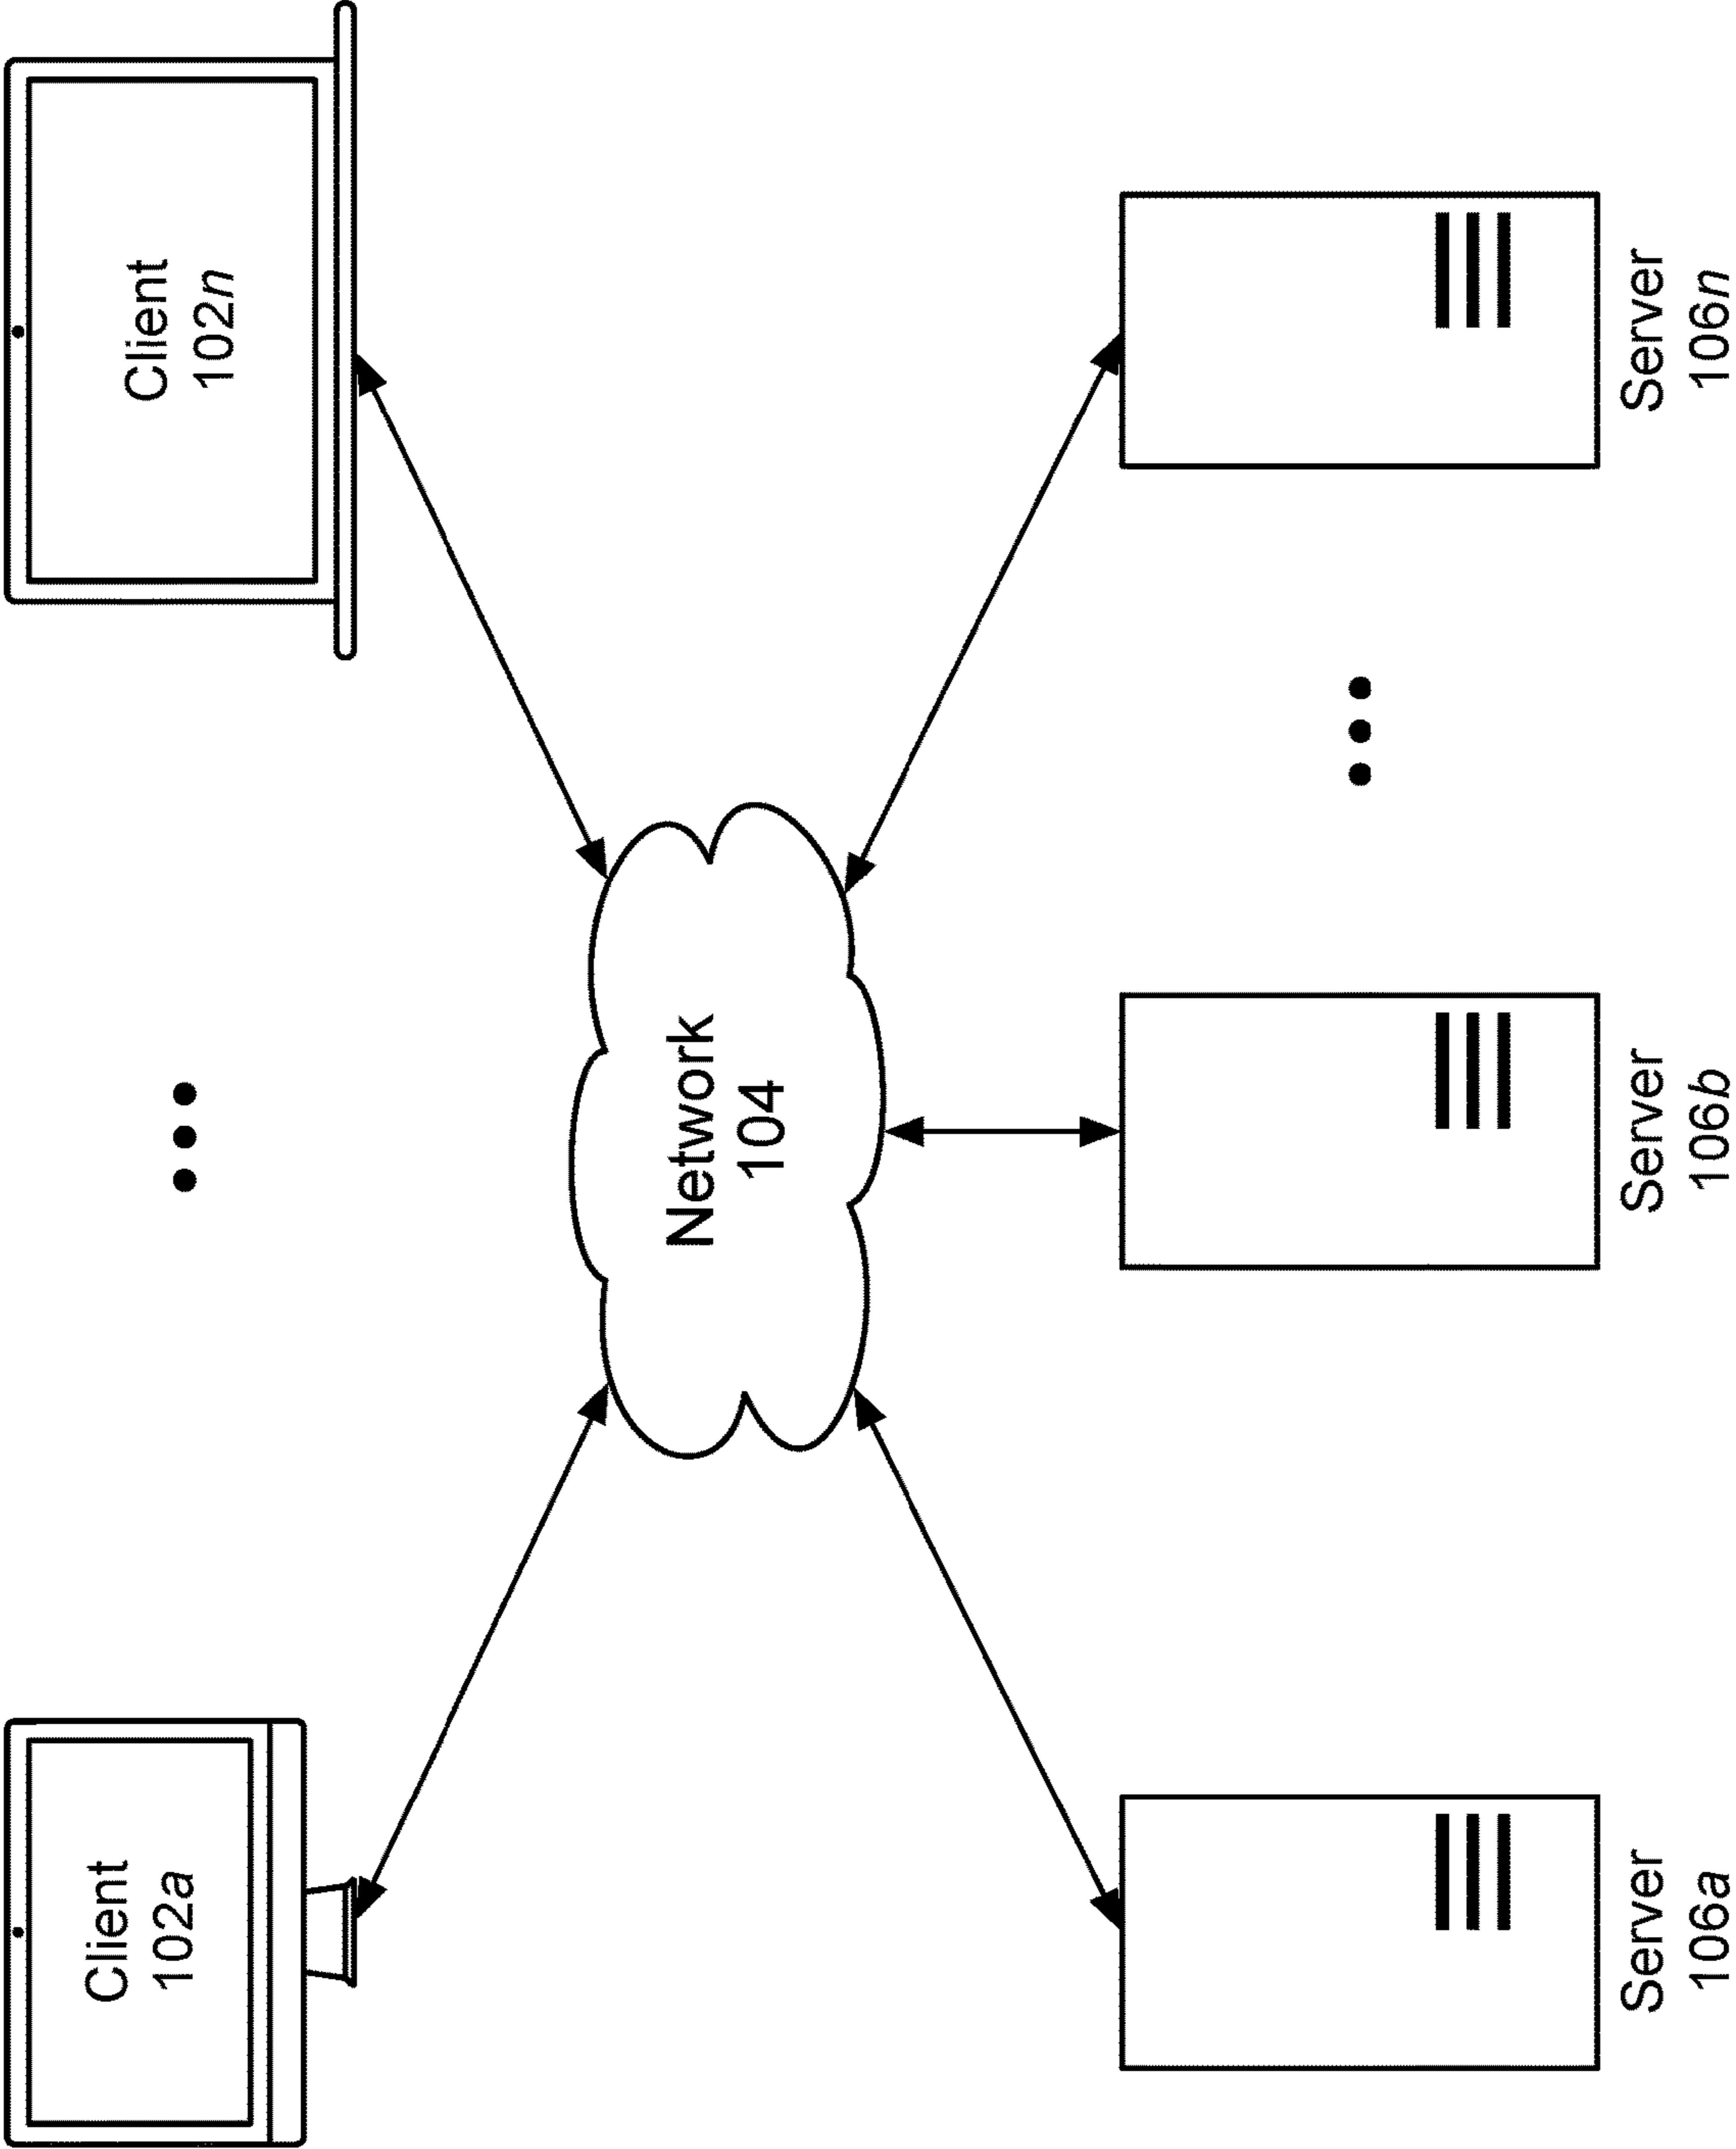 Client
102a
Client
102n
Network
104
Server
106a
Server
106b
Server
106n